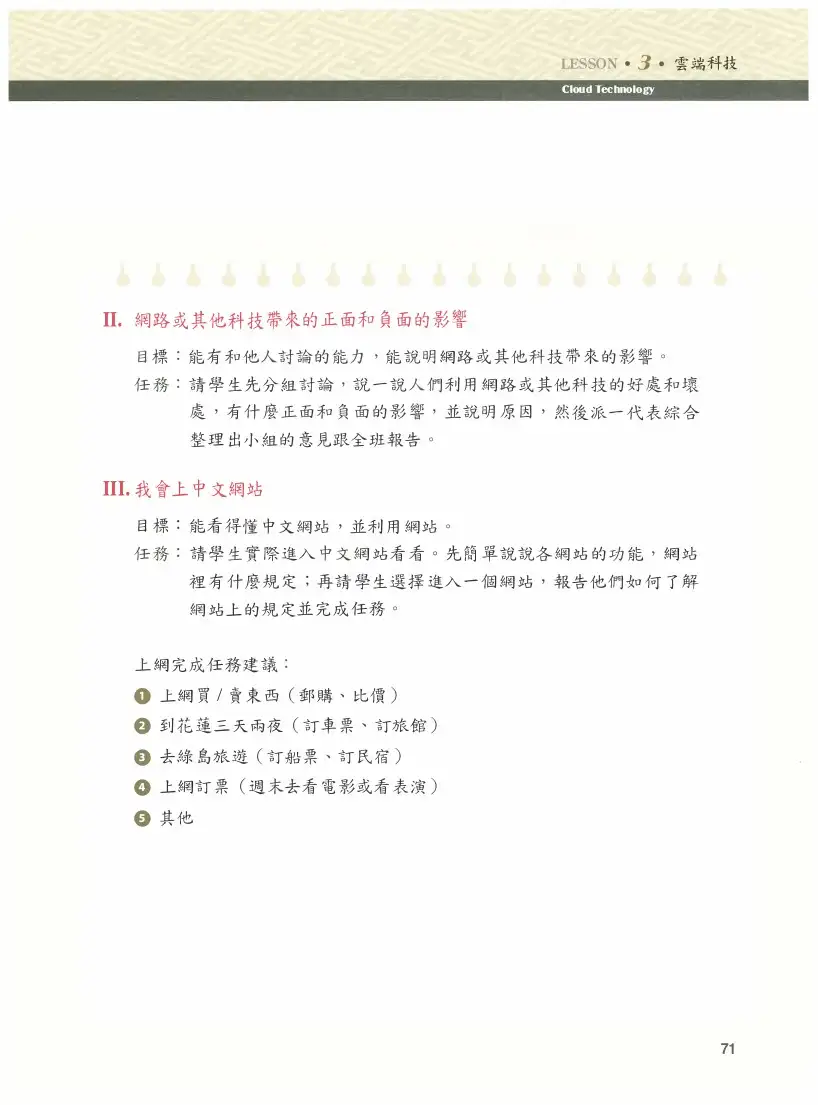 LESSON • 3 • 雲端科技
Cloud Technology
II. 網路或其他科技帶來的正面和負面的影響
目標：能有和他人討論的能力，能說明網路或其他科技帶來的影響。
任務：請學生先分組討論，說一說人們利用網路或其他科技的好處和壞
處，有什麼正面和負面的影響，並說明原因，然後派一代表綜合
整理出小組的意見跟全班報告。
III. 我會上中文網站
目標：能看得懂中文網站，並利用網站。
任務：請學生實際進入中文網站看看。先簡單說說各網站的功能，網站
裡有什麼規定；再請學生選擇進入一個網站，報告他們如何了解
網站上的規定並完成任務。
上網完成任務建議：
1 上網買/賣東西（郵購、比價）
2 到花蓮三天兩夜（訂車票、訂旅館）
3 去綠島旅遊（訂船票、訂民宿）
4 上網訂票（週末去看電影或看表演）
5 其他
71